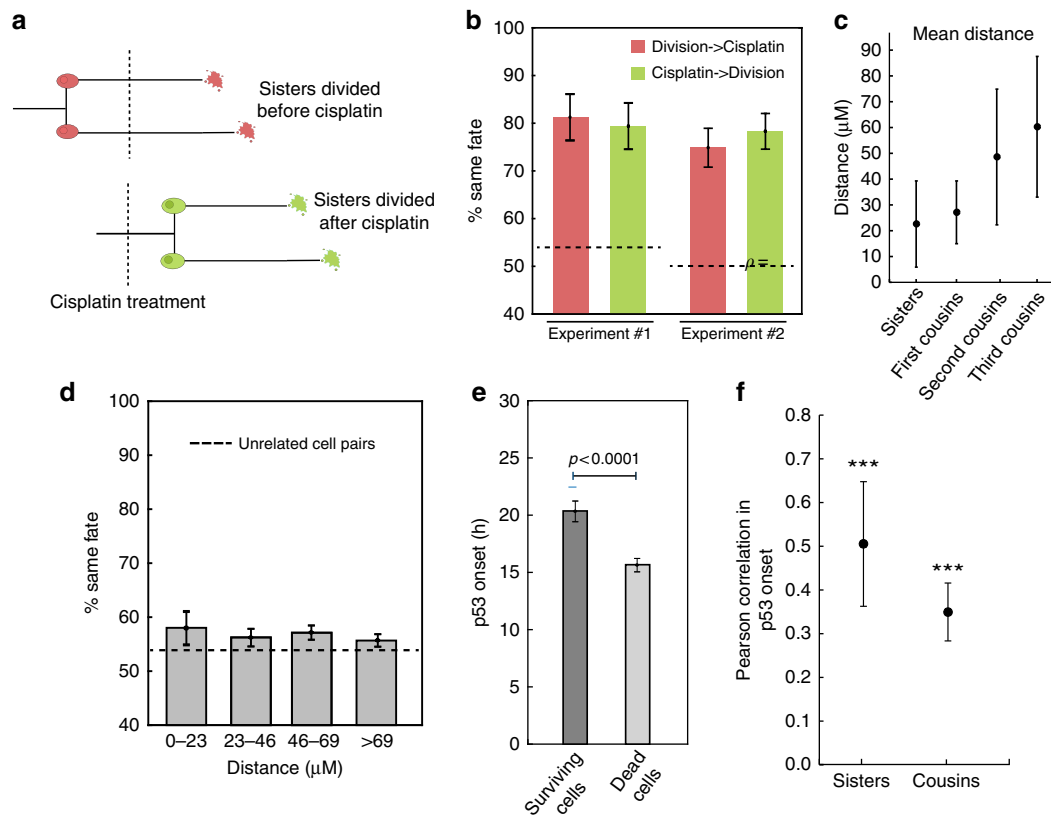 a
Sisters divided
before cisplatin
Sisters divided
after cisplatin
Cisplatin treatment
b
Division->Cisplatin
Cisplatin->Division
% same fate
90
80
70
60
50
40
ρ =
Experiment #1
Experiment #2
c
Mean distance
Distance (μM)
90
80
70
60
50
40
30
20
10
0
Sisters
First cousins
Second cousins
Third cousins
d
% same fate
100
90
80
70
60
50
40
Unrelated cell pairs
0–23
23–46
46–69
>69
Distance (μM)
e
p53 onset (h)
30
25
20
15
10
5
0
p<0.0001
Surviving
cells
Dead
cells
f
Pearson correlation in
p53 onset
0.8
0.7
0.6
0.5
0.4
0.3
0.2
0.1
0.0
***
***
Sisters
Cousins